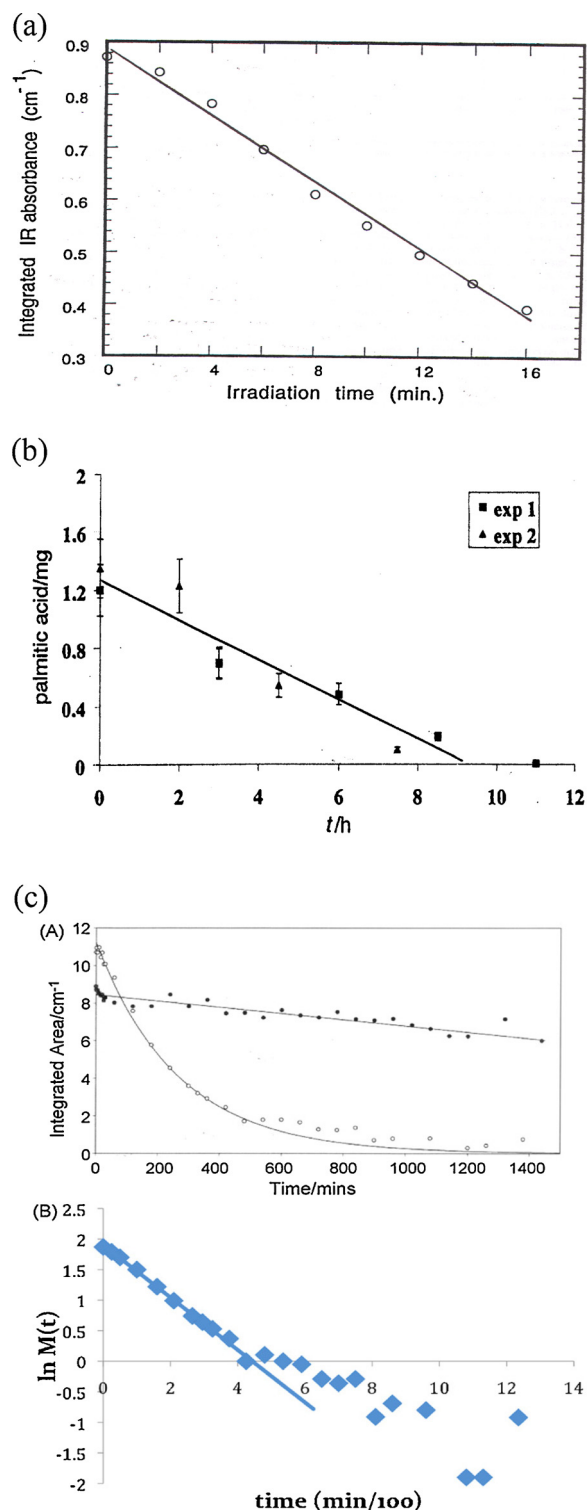 (a)
0.9
0.8
0.7
0.6
0.5
0.4
0.3
Integrated IR absorbance (cm⁻¹)
0 4 8 12 16
Irradiation time (min.)
(b)
2
1.6
1.2
0.8
0.4
0
palmitic acid/mg
exp 1
exp 2
0 2 4 6 8 10 12
t/h
(c)
(A)
12
10
8
6
4
2
0
Integrated Area/cm⁻¹
0 200 400 600 800 1000 1200 1400
Time/mins
(B)
2.5
2
1.5
1
0.5
0
-0.5
-1
-1.5
-2
ln M(t)
0 2 4 6 8 10 12 14
time (min/100)